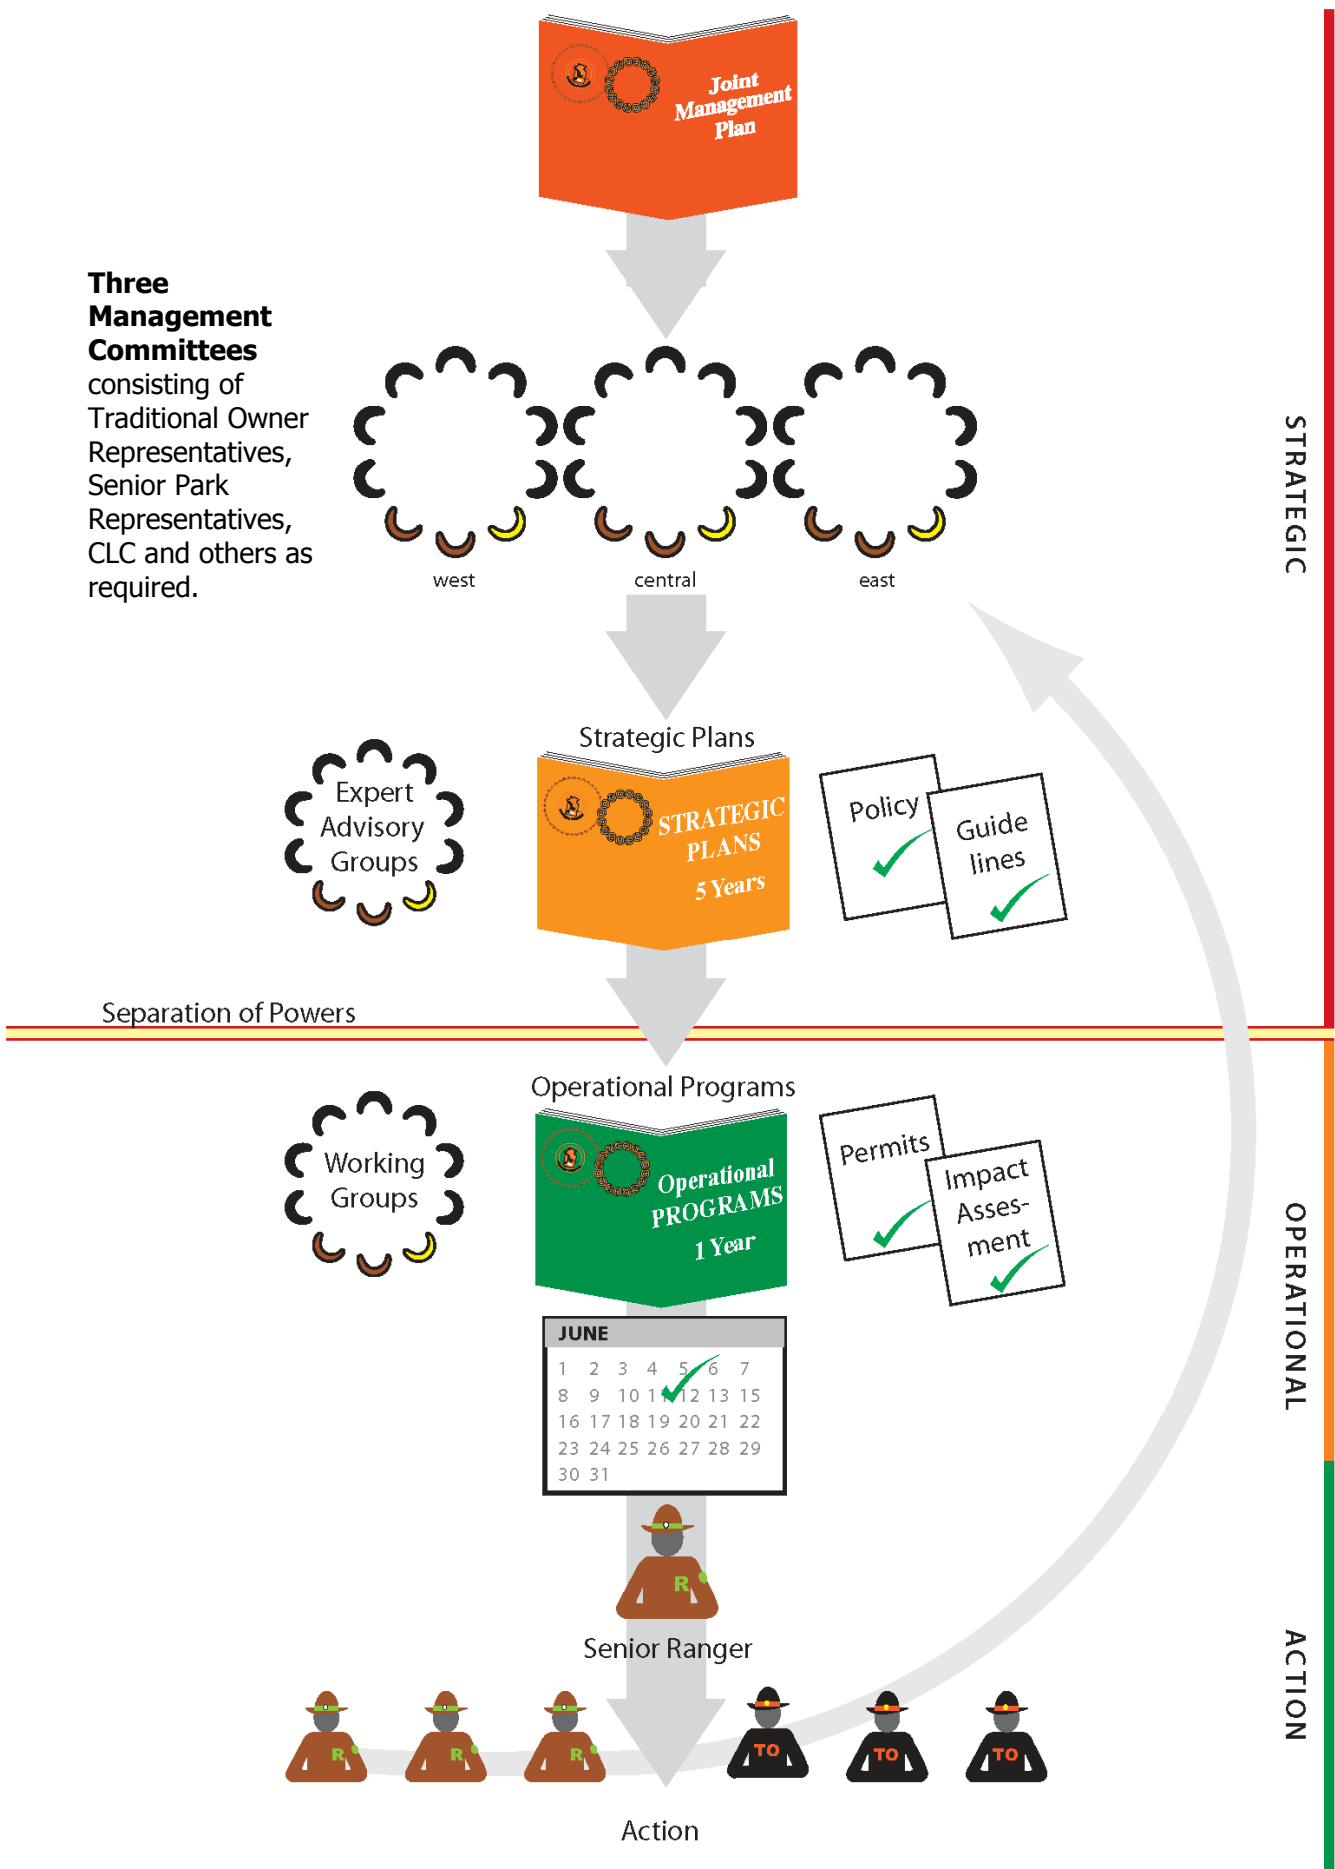 Joint
Management
Plan
Three
Management
Committees
consisting of
Traditional Owner
Representatives,
Senior Park
Representatives,
CLC and others as
required.
west
central
east
STRATEGIC
Strategic Plans
Expert
Advisory
Groups
STRATEGIC
PLANS
5 Years
Policy
Guide
lines
Separation of Powers
Operational Programs
Working
Groups
Operational
PROGRAMS
1 Year
Permits
Impact
Asses-
ment
OPERATIONAL
JUNE
1 2 3 4 5 6 7
8 9 10 11 12 13 15
16 17 18 19 20 21 22
23 24 25 26 27 28 29
30 31
R
Senior Ranger
ACTION
R R R TO TO TO
Action